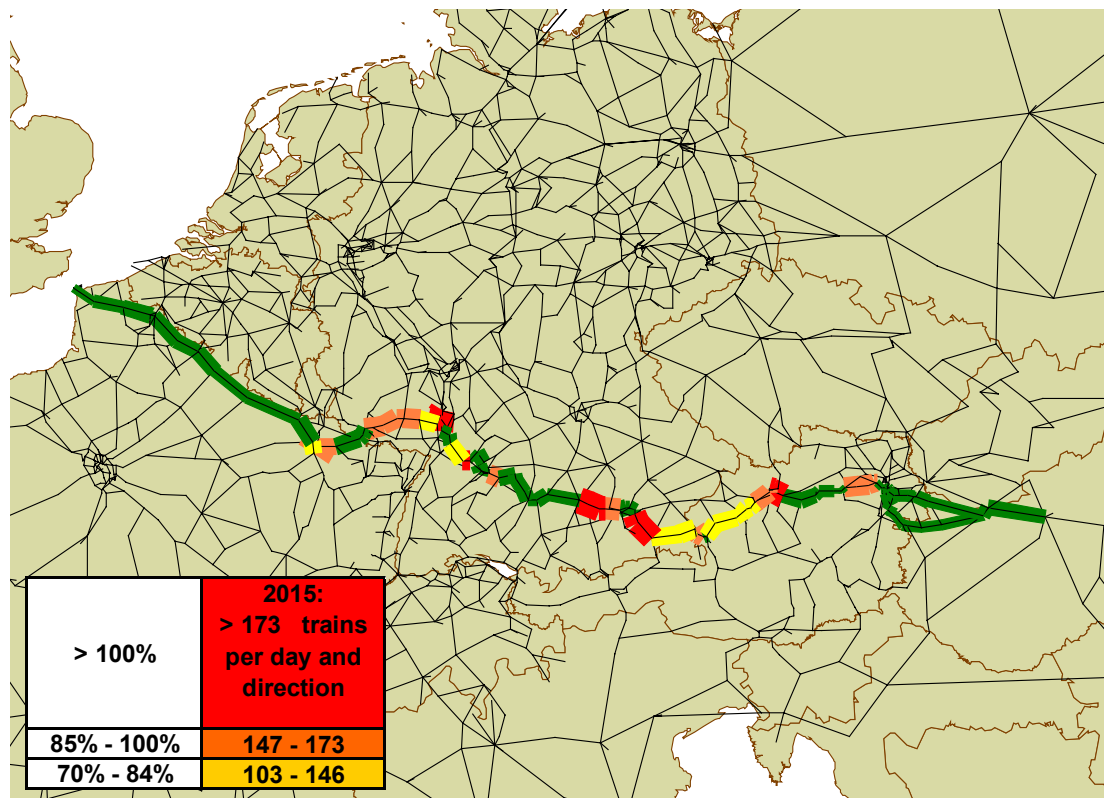 > 100%
2015:
> 173 trains
per day and
direction
85% - 100%
147 - 173
70% - 84%
103 - 146